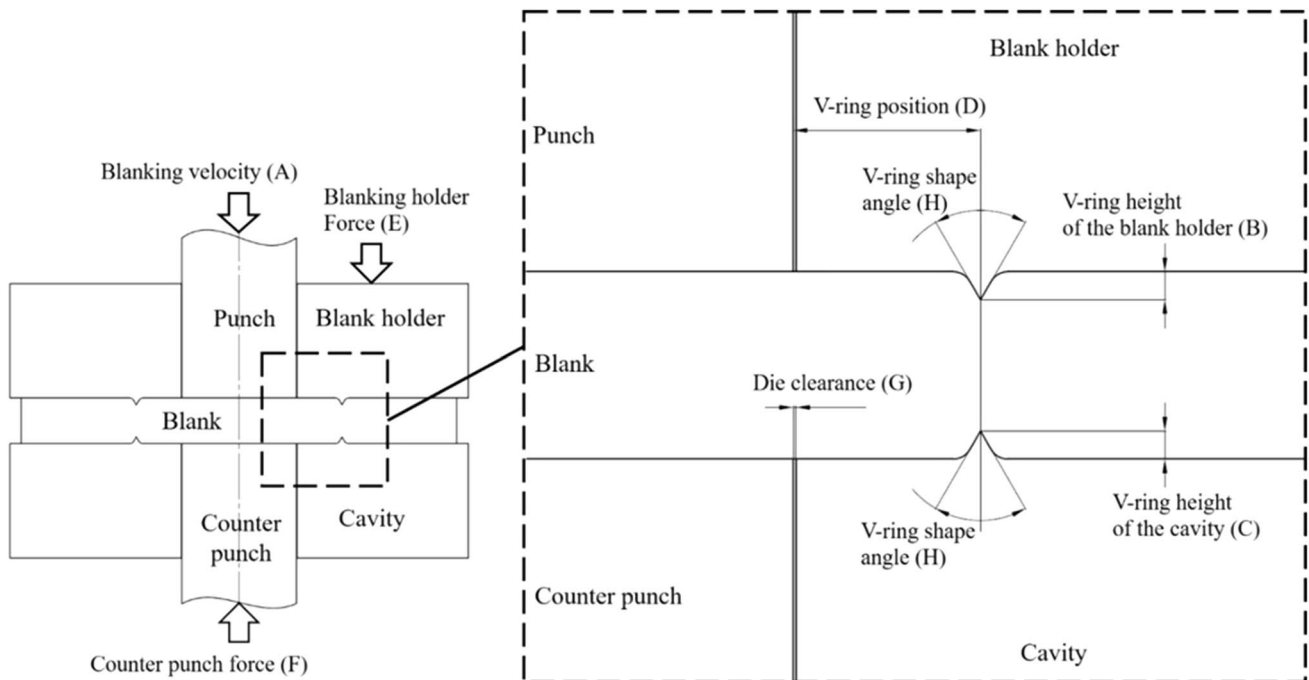 Blanking velocity (A)
Blanking holder
Force (E)
Punch
Blank holder
Blank
Counter
punch
Cavity
Counter punch force (F)
Blank holder
V-ring position (D)
Punch
V-ring shape
angle (H)
V-ring height
of the blank holder (B)
Blank
Die clearance (G)
V-ring height
of the cavity (C)
V-ring shape
angle (H)
Counter punch
Cavity